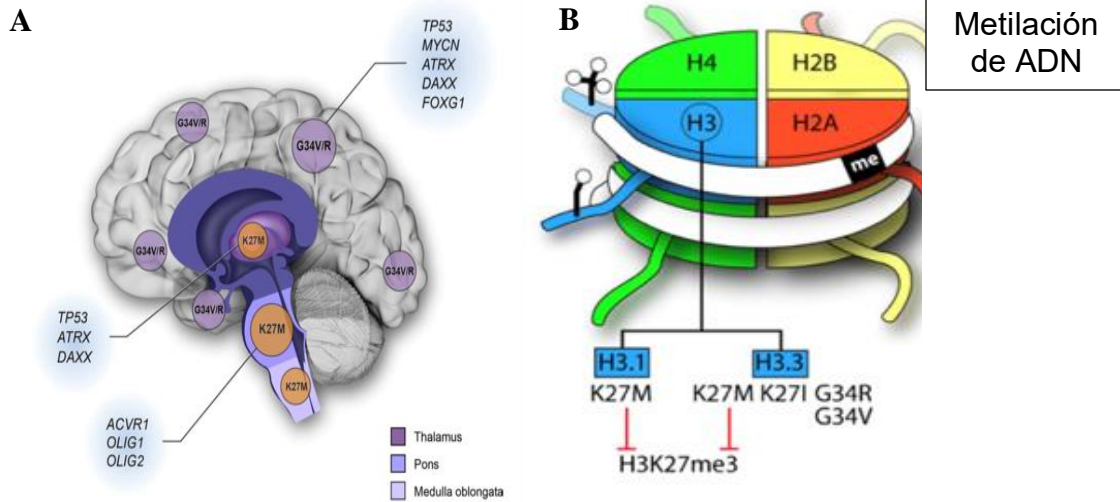 A
TP53
MYCN
ATRX
DAXX
FOXG1
G34V/R
G34V/R
K27M
G34V/R
G34V/R
G34V/R
TP53
ATRX
DAXX
K27M
K27M
ACVR1
OLIG1
OLIG2
Thalamus
Pons
Medulla oblongata
B
Metilación
de ADN
H4
H2B
H3
H2A
me
H3.1
H3.3
K27M
K27M K27I G34R
G34V
H3K27me3